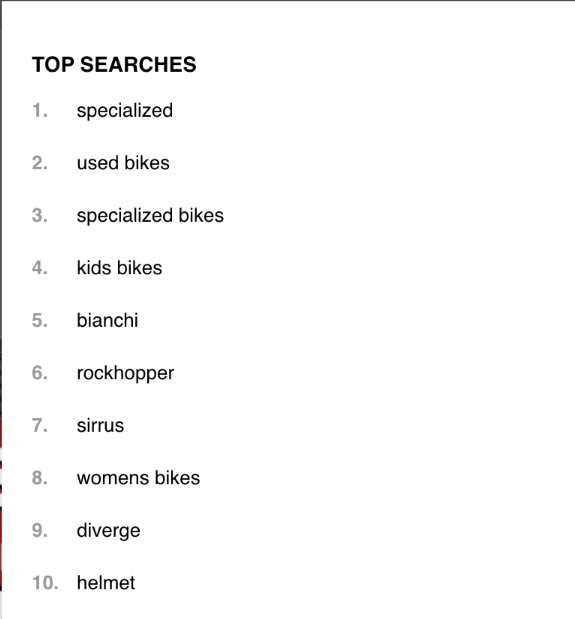 TOP SEARCHES
1. specialized
2. used bikes
3. specialized bikes
4. kids bikes
5. bianchi
6. rockhopper
7. sirrus
8. womens bikes
9. diverge
10. helmet